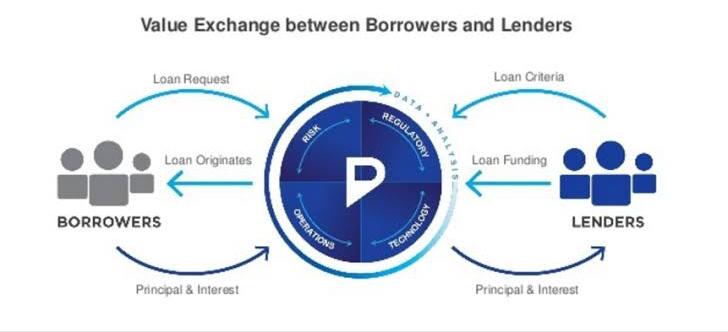 Value Exchange between Borrowers and Lenders
Loan Request
Loan Criteria
DATA + ANALYSIS
RISK
REGULATORY
Loan Originates
Loan Funding
BORROWERS
LENDERS
OPERATIONS
TECHNOLOGY
Principal & Interest
Principal & Interest